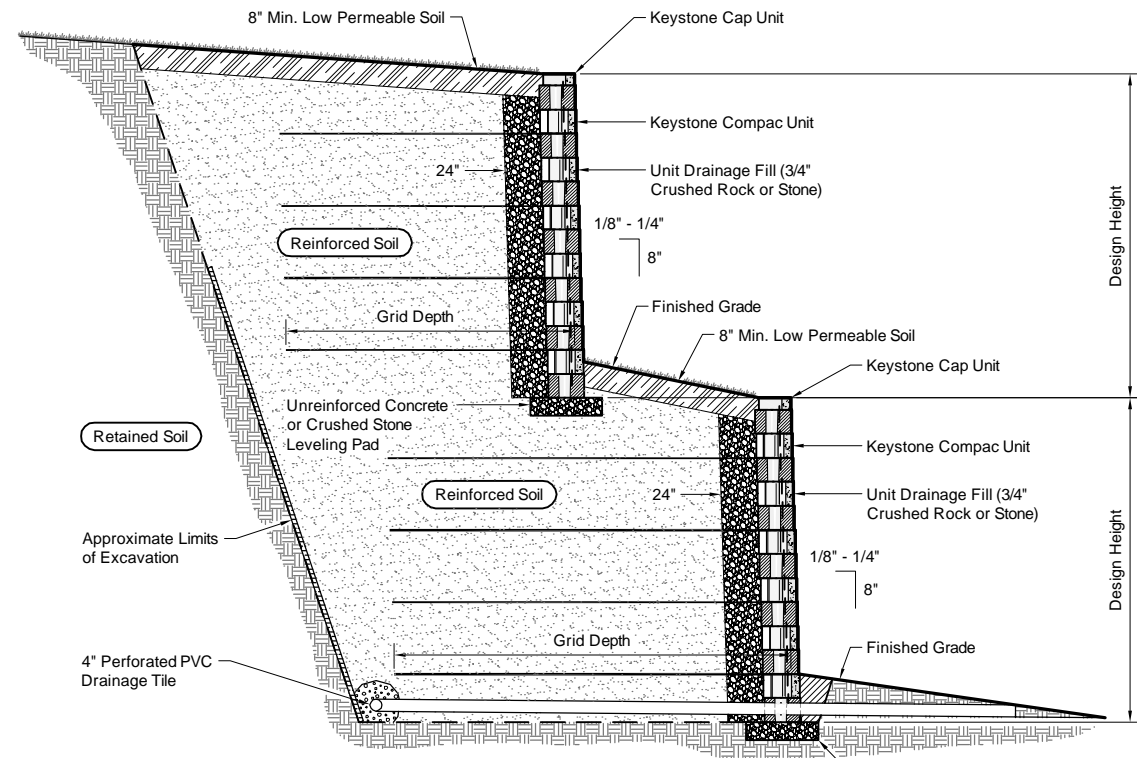 8" Min. Low Permeable Soil
Keystone Cap Unit
Keystone Compac Unit
24"
Unit Drainage Fill (3/4"
Crushed Rock or Stone)
1/8" - 1/4"
8"
Reinforced Soil
Design Height
Grid Depth
Finished Grade
8" Min. Low Permeable Soil
Keystone Cap Unit
Unreinforced Concrete
or Crushed Stone
Leveling Pad
Retained Soil
Keystone Compac Unit
Reinforced Soil
24"
Unit Drainage Fill (3/4"
Crushed Rock or Stone)
Approximate Limits
of Excavation
1/8" - 1/4"
8"
Design Height
Grid Depth
Finished Grade
4" Perforated PVC
Drainage Tile